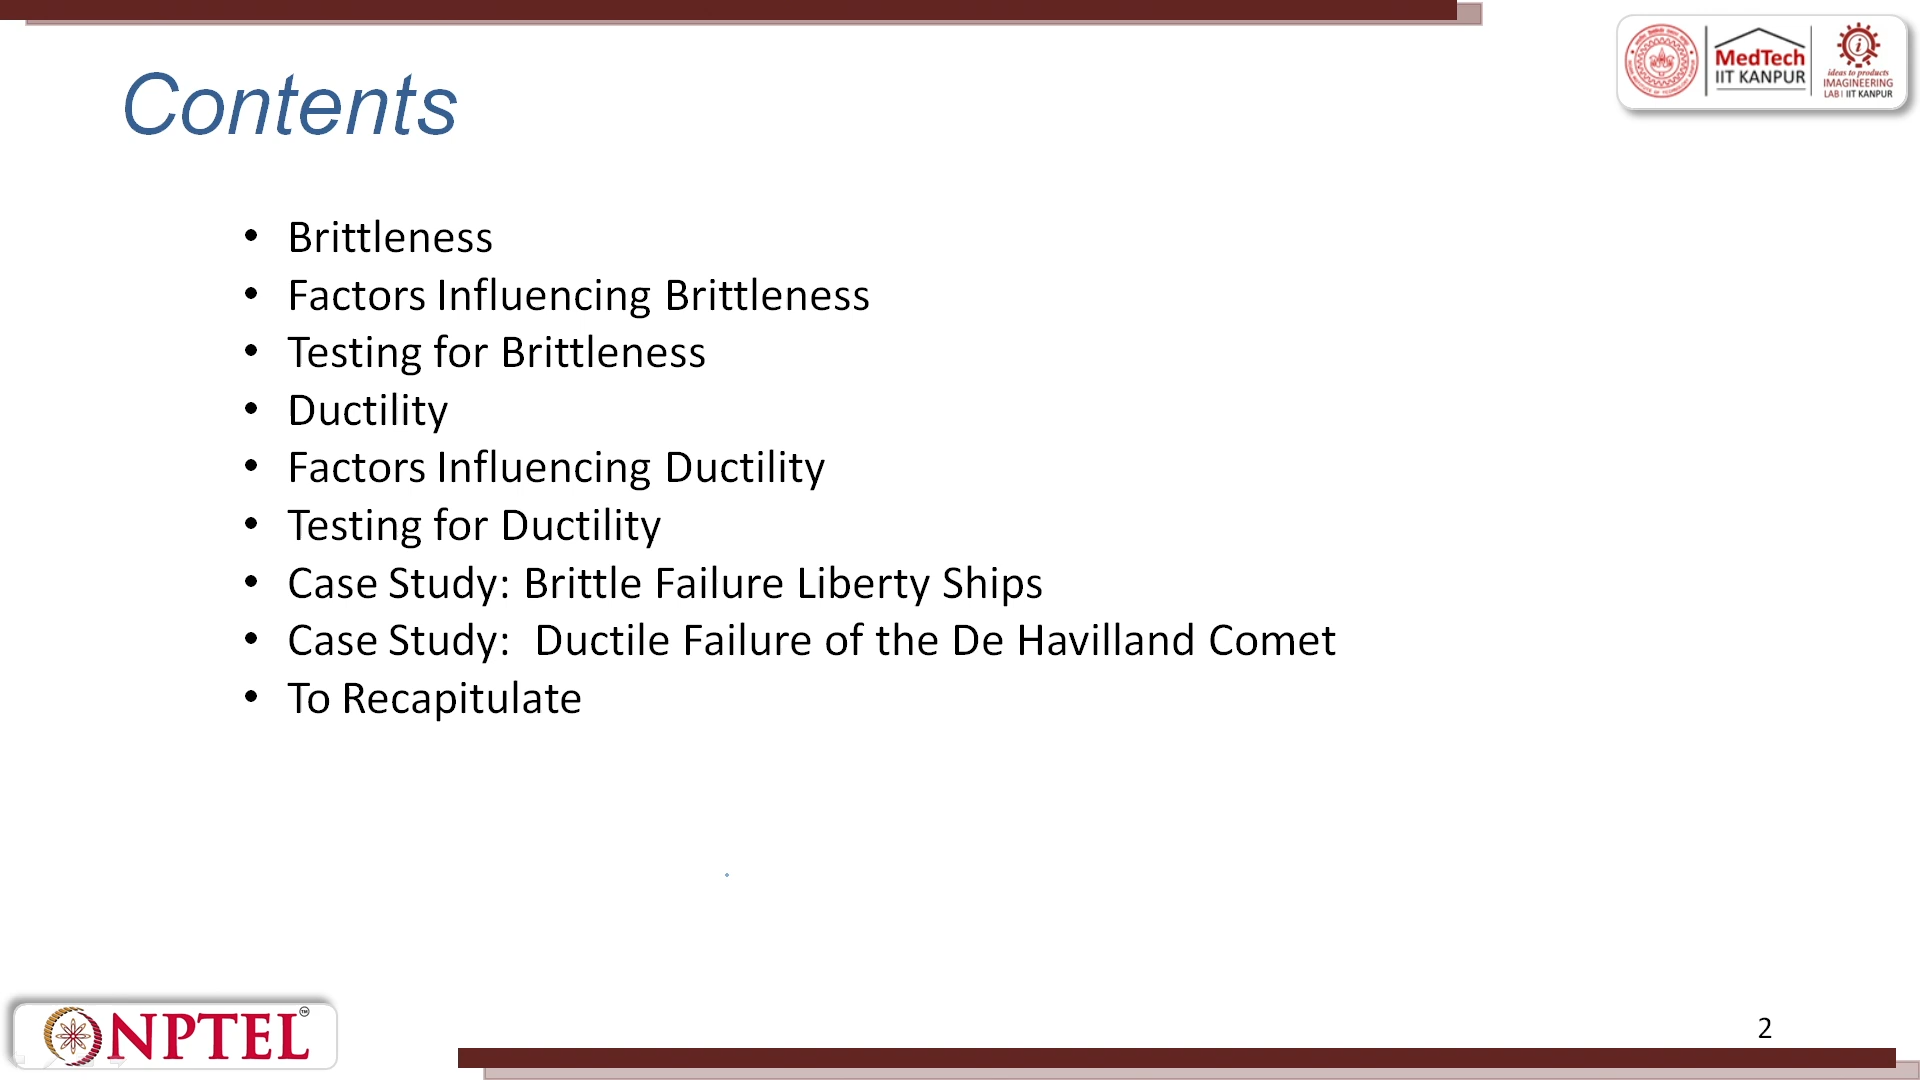 Contents
MedTech
IIT KANPUR
ideas to products
IMAGINEERING
LAB | IIT KANPUR
• Brittleness
• Factors Influencing Brittleness
• Testing for Brittleness
• Ductility
• Factors Influencing Ductility
• Testing for Ductility
• Case Study: Brittle Failure Liberty Ships
• Case Study:  Ductile Failure of the De Havilland Comet
• To Recapitulate
NPTEL™
2